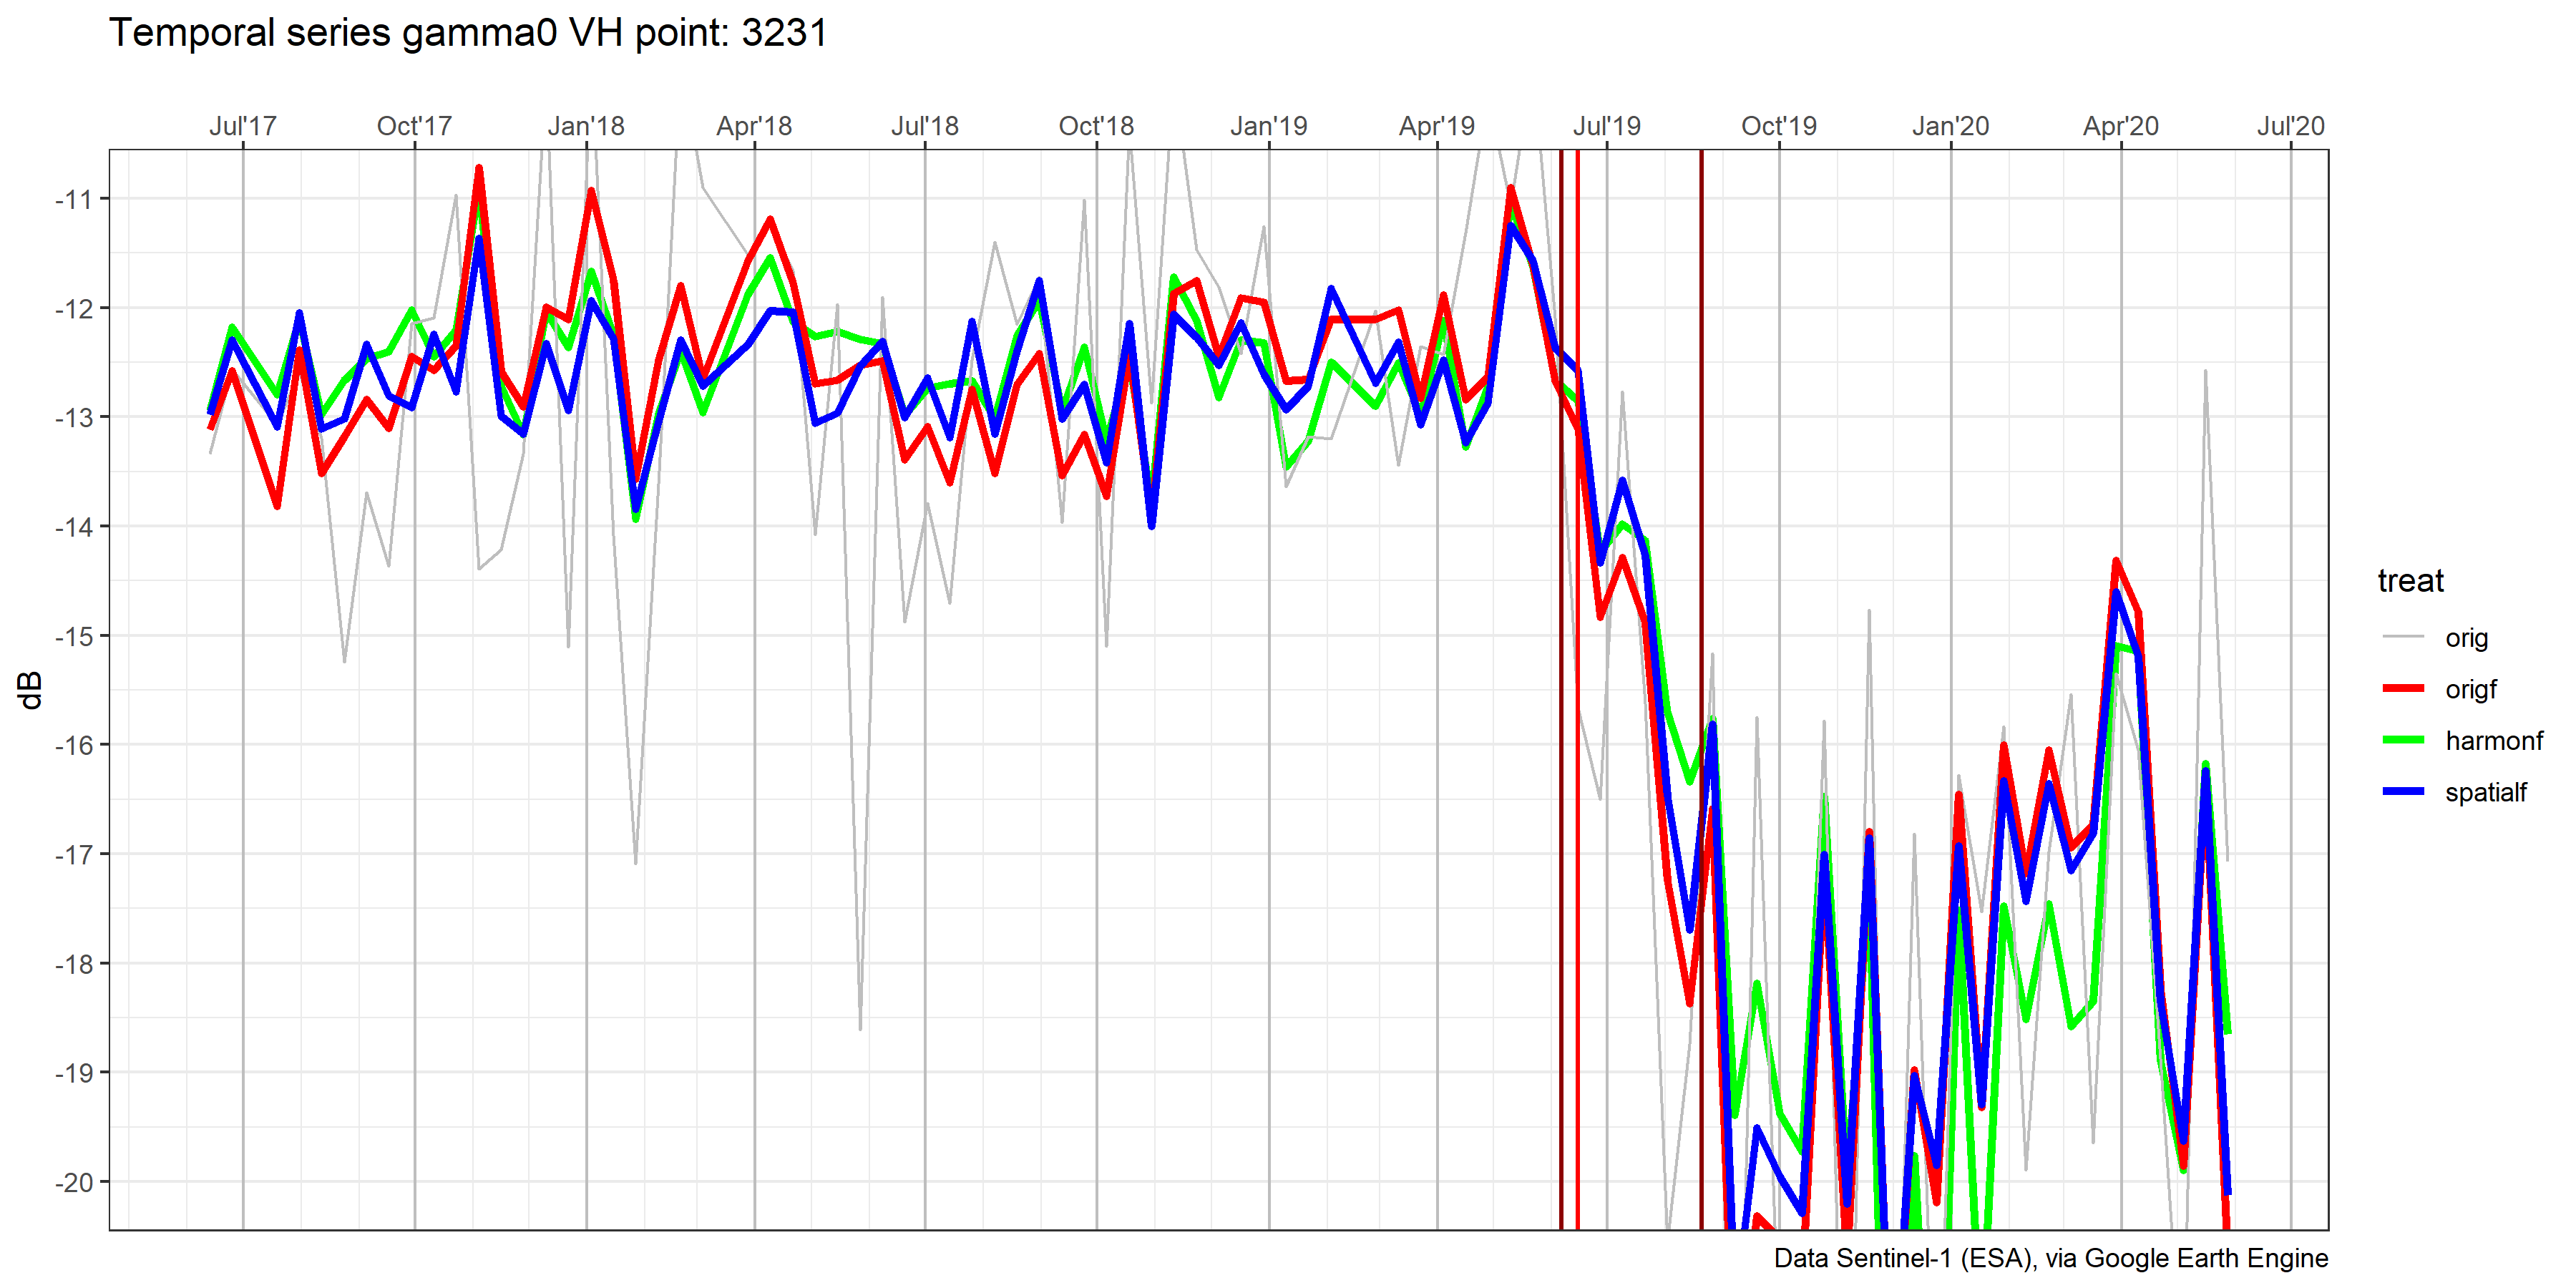 Temporal series gamma0 VH point: 3231
Jul'17 Oct'17 Jan'18 Apr'18 Jul'18 Oct'18 Jan'19 Apr'19 Jul'19 Oct'19 Jan'20 Apr'20 Jul'20
-11
-12
-13
-14
-15
-16
-17
-18
-19
-20
dB
treat
orig
origf
harmonf
spatialf
Data Sentinel-1 (ESA), via Google Earth Engine